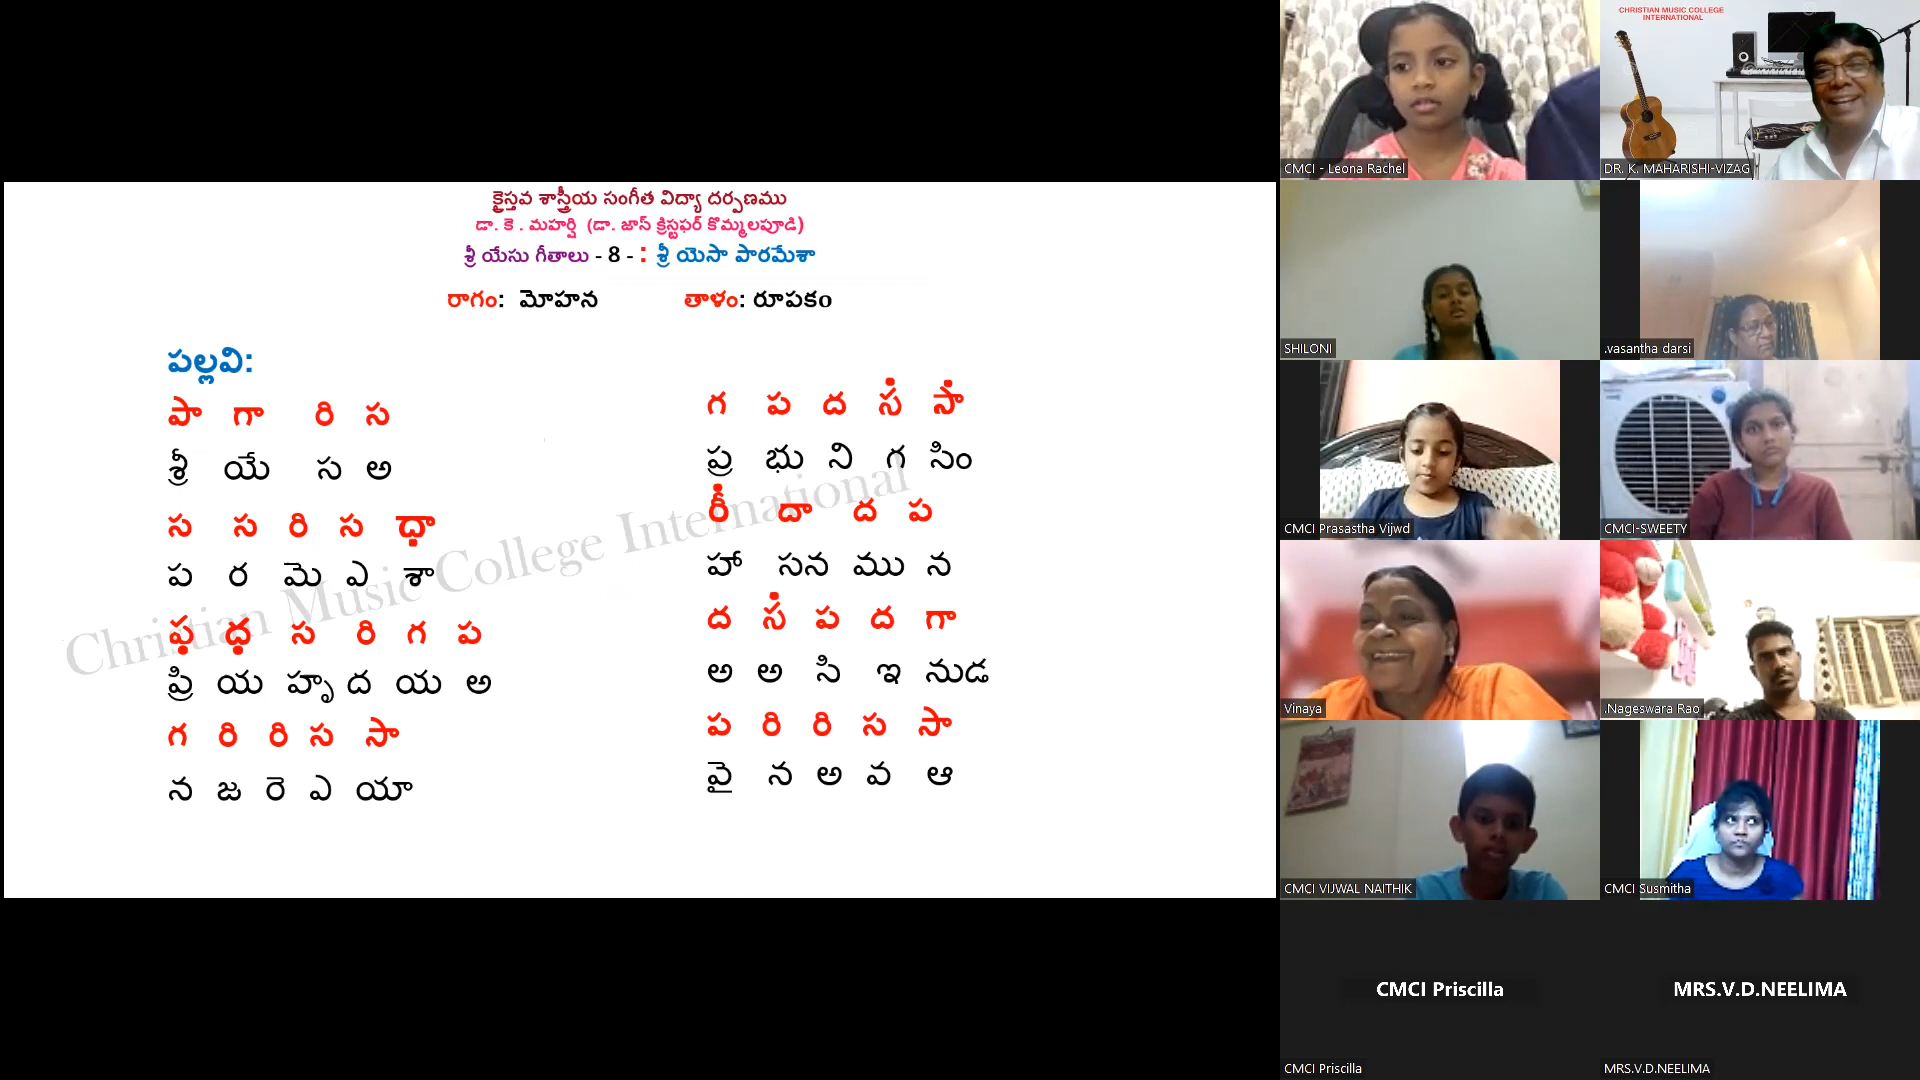 క్రైస్తవ శాస్త్రీయ సంగీత విద్యా దర్పణము
డా. కె . మహర్షి (డా. జాస్ క్రిస్టఫర్ కొమ్మలపూడి)
శ్రీ యేసు గీతాలు - 8 - : శ్రీ యెసా పారమేశా
రాగం: మోహన తాళం: రూపకం
పల్లవి:
పా గా రి స
శ్రీ యే స అ
స స రి స ధా
ప ర మె ఎ శా
ప ధ స రి గ ప
ప్రి య హృ ద య అ
గ రి రి స సా
న జ రె ఎ యా
గ ప ద స సా
ప్ర భు ని గ సిం
రీ దా ద ప
హా సన ము న
ద స ప ద గా
అ అ సి ఇ నుడ
ప రి రి స సా
వై న అ వ ఆ
Christian Music College International
CHRISTIAN MUSIC COLLEGE
INTERNATIONAL
CMCI - Leona Rachel
DR. K. MAHARISHI-VIZAG
SHILONI
.vasantha darsi
CMCI Prasastha Vijwd
CMCI-SWEETY
Vinaya
.Nageswara Rao
CMCI VIJWAL NAITHIK
CMCI Susmitha
CMCI Priscilla
MRS.V.D.NEELIMA
CMCI Priscilla
MRS.V.D.NEELIMA